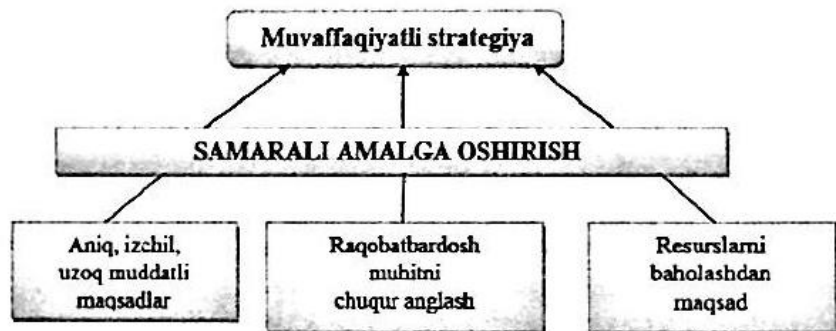 Muvaffaqiyatli strategiya
SAMARALI AMALGA OSHIRISH
Aniq, izchil,
uzoq muddatli
maqsadlar
Raqobatbardosh
muhitni
chuqur anglash
Resurslarni
baholashdan
maqsad